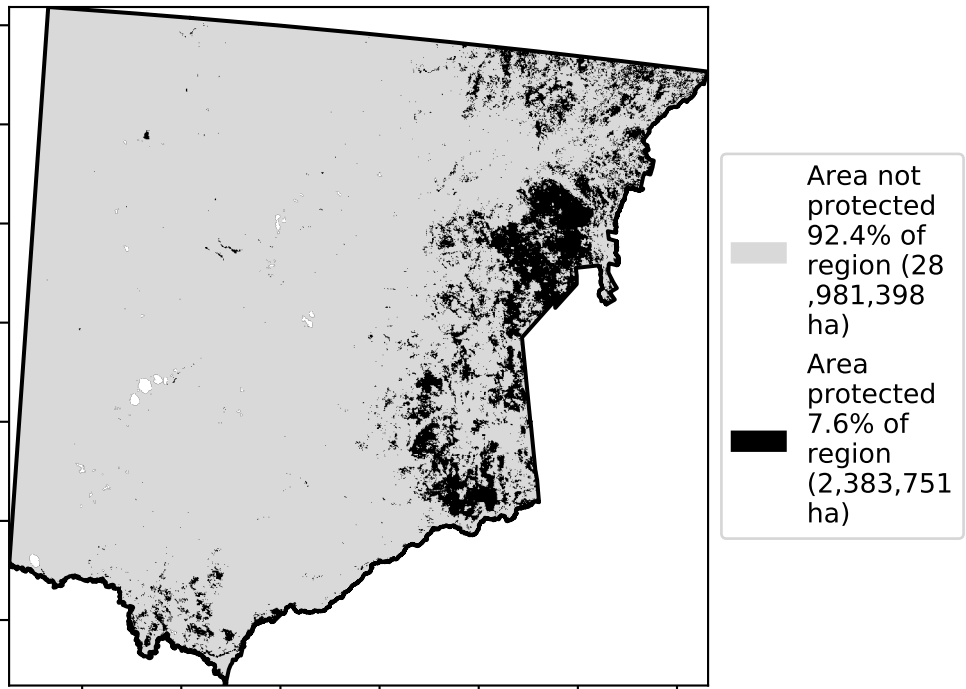 Area not
protected
92.4% of
region (28
,981,398
ha)
Area
protected
7.6% of
region
(2,383,751
ha)